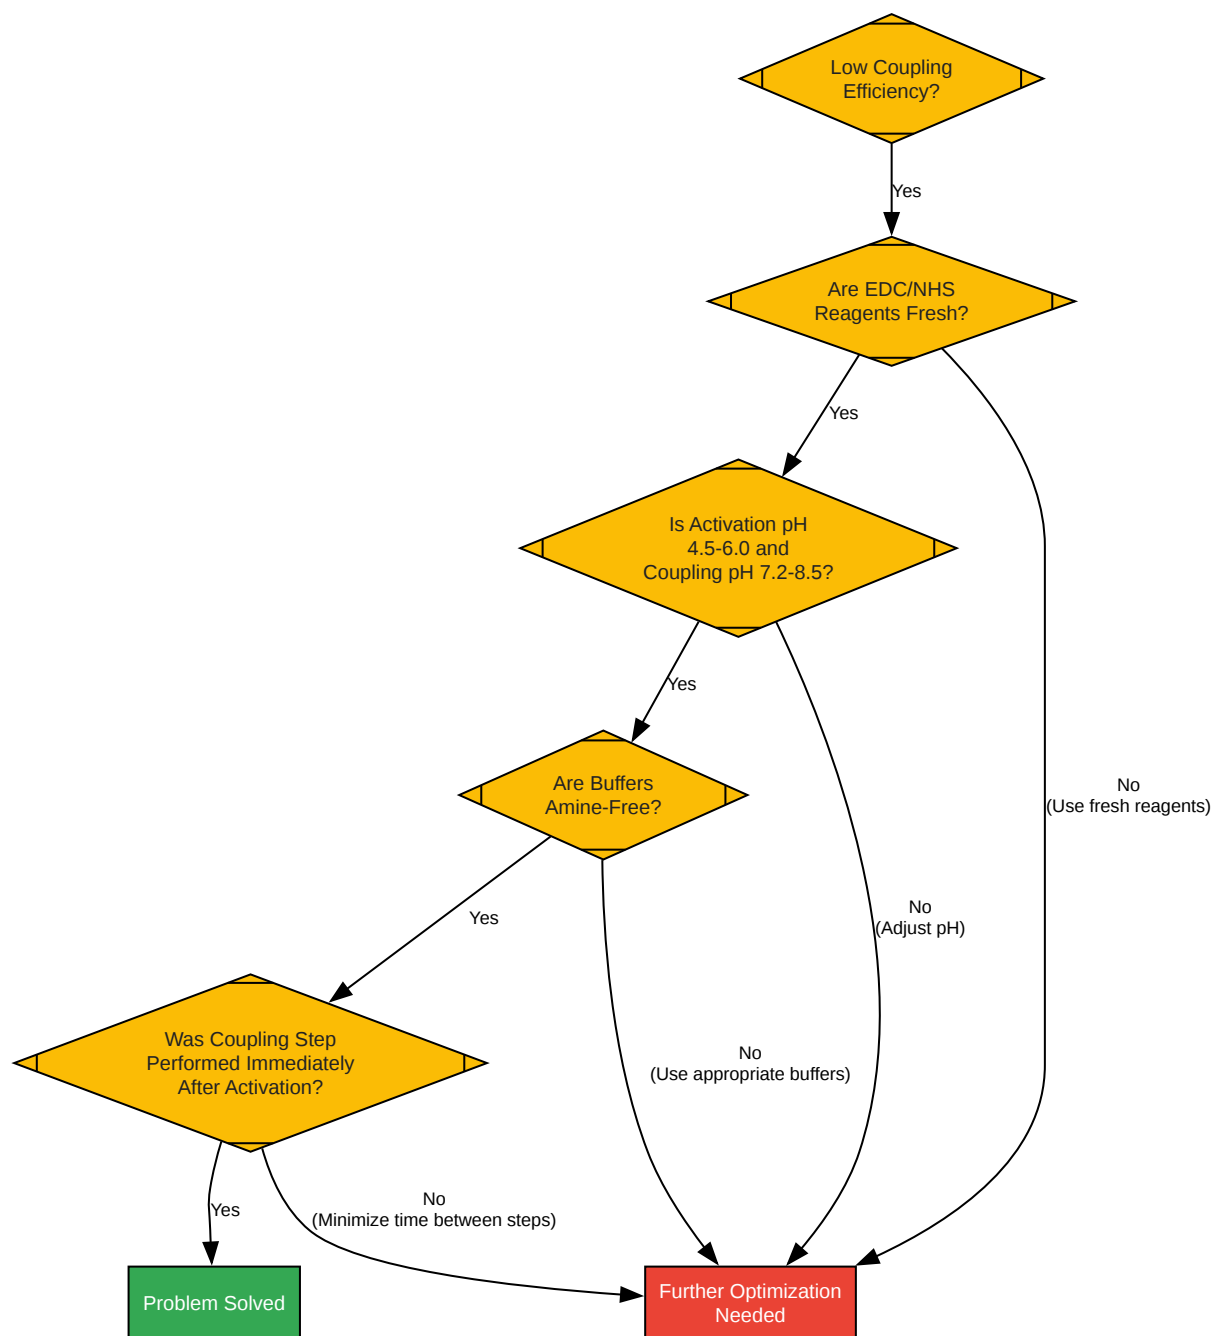 Low Coupling
Efficiency?
Yes
Are EDC/NHS
Reagents Fresh?
Yes
Is Activation pH
4.5-6.0 and
Coupling pH 7.2-8.5?
Yes
Are Buffers
Amine-Free?
No
(Use fresh reagents)
No
(Adjust pH)
Yes
Was Coupling Step
Performed Immediately
After Activation?
No
(Use appropriate buffers)
Yes
No
(Minimize time between steps)
Problem Solved
Further Optimization
Needed